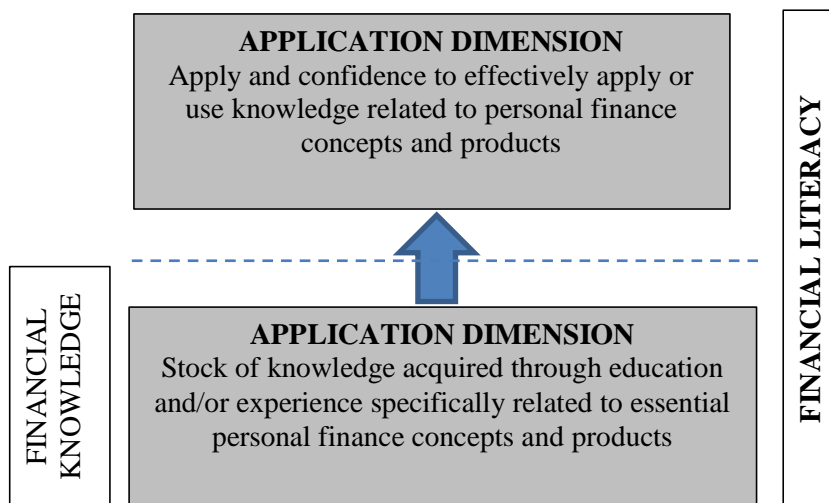 APPLICATION DIMENSION
Apply and confidence to effectively apply or
use knowledge related to personal finance
concepts and products
FINANCIAL LITERACY
FINANCIAL
KNOWLEDGE
APPLICATION DIMENSION
Stock of knowledge acquired through education
and/or experience specifically related to essential
personal finance concepts and products